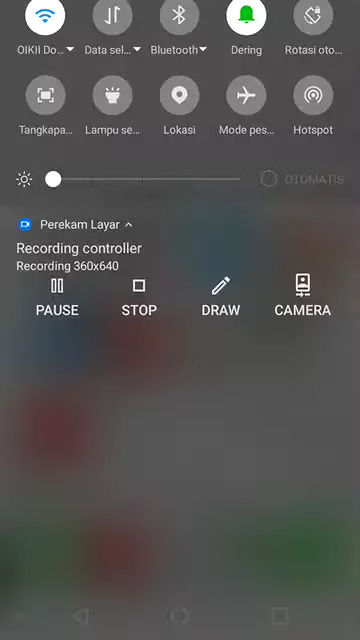 OIKII Do...
Data sel...
Bluetooth
Dering
Rotasi oto...
Tangkapa...
Lampu se...
Lokasi
Mode pes...
Hotspot
OTOMATIS
Perekam Layar
Recording controller
Recording 360x640
PAUSE
STOP
DRAW
CAMERA